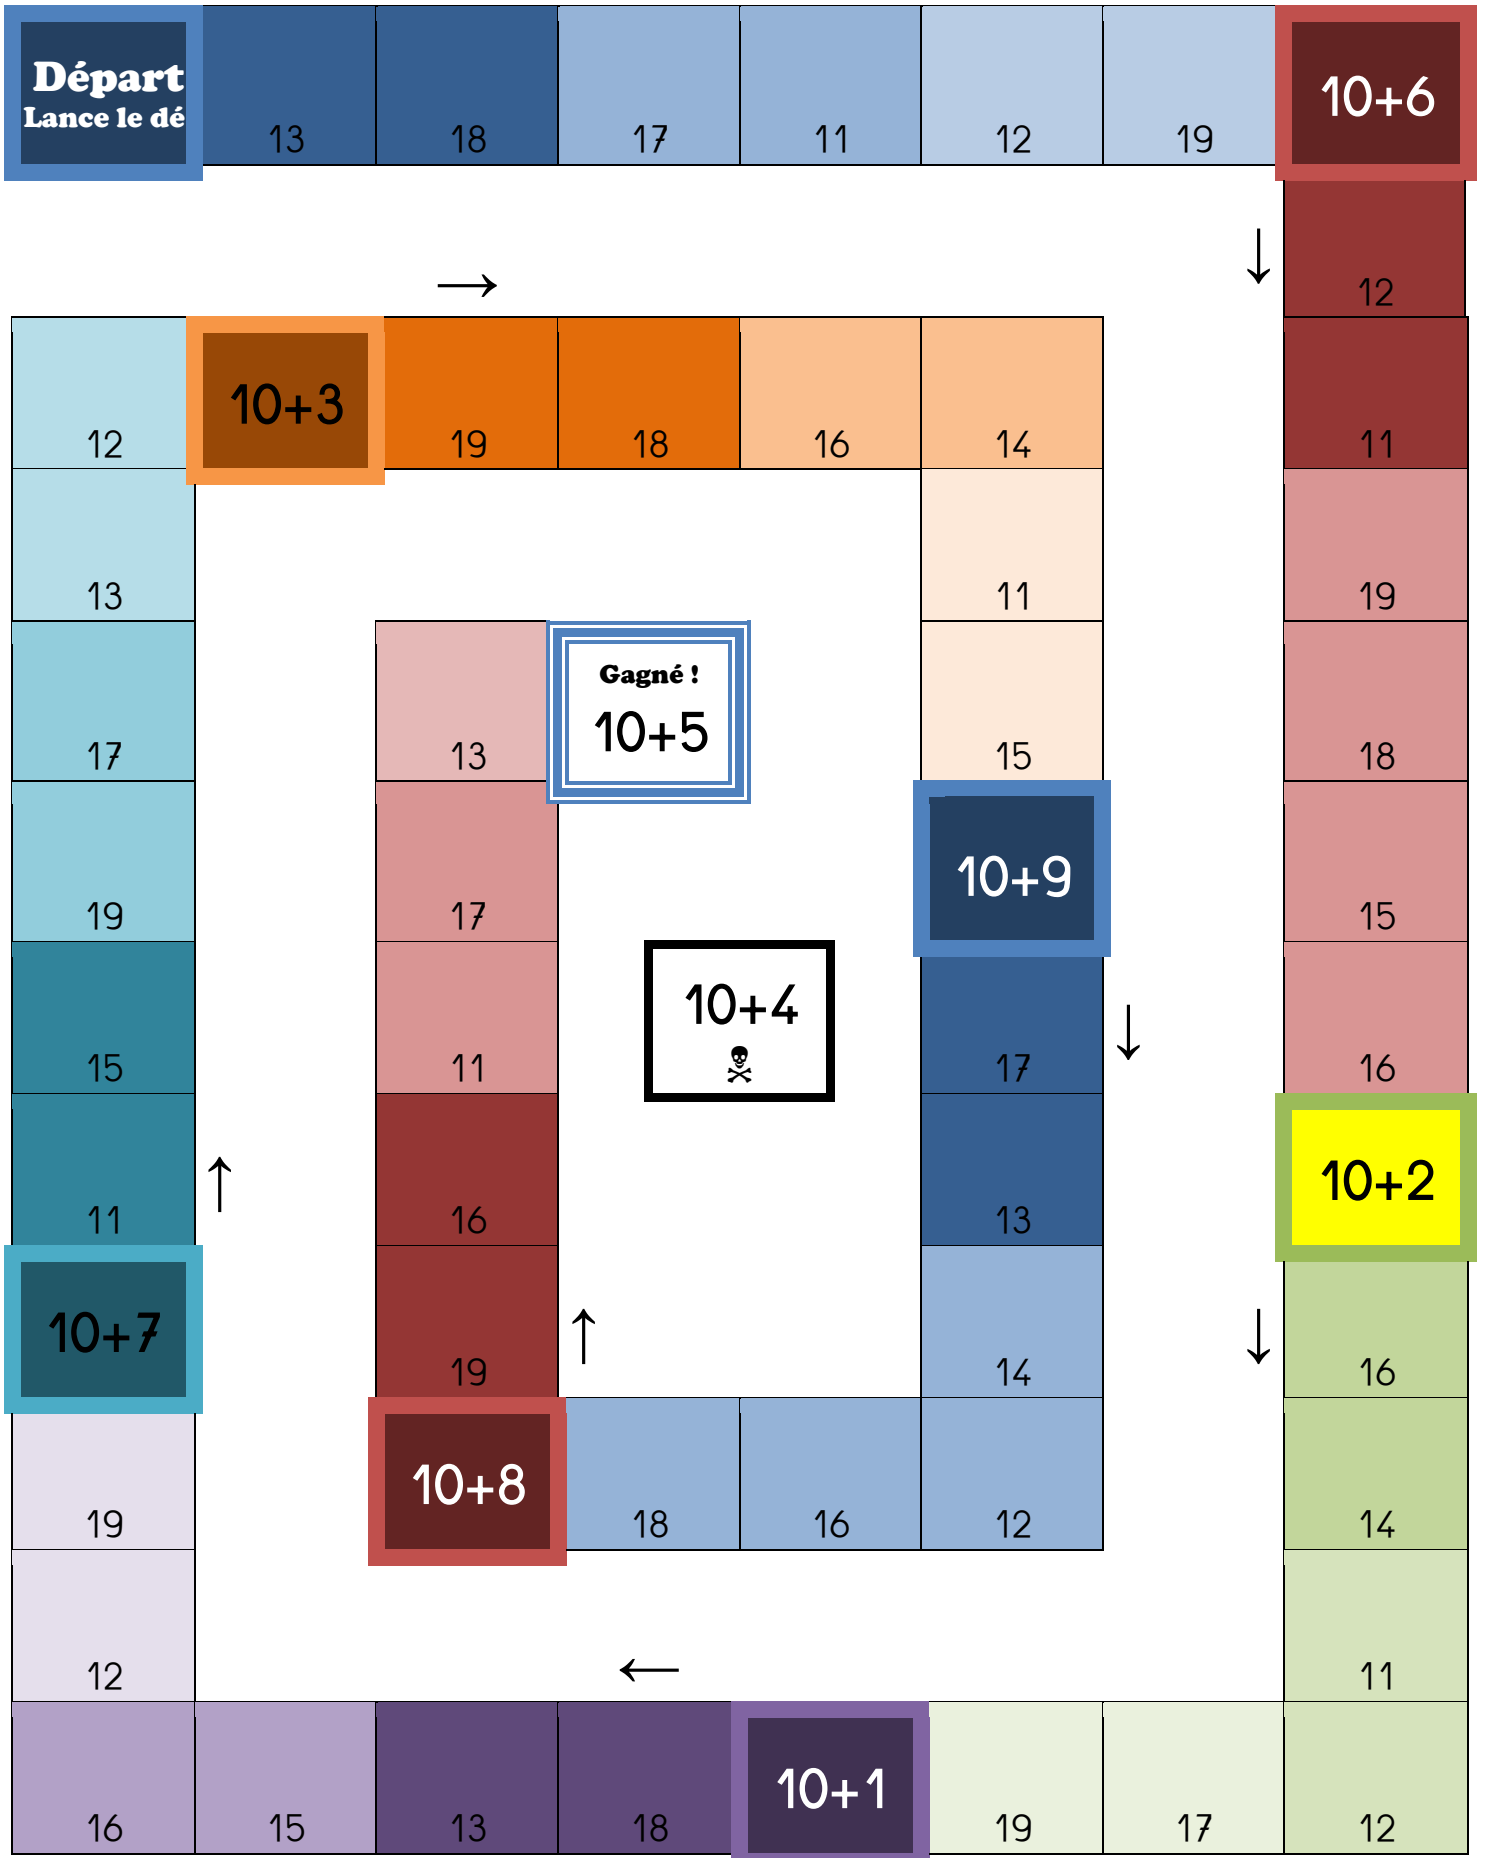 Départ
Lance le dé
13 18 17 11 12 19 10+6
→ ↓ 12
12 10+3 19 18 16 14 11
13 11 19
Gagné !
17 13 10+5 15 18
19 17 10+9 15
15 11 10+4 17 ↓ 16
☠
11 ↑ 16 13 10+2
10+7 19 ↑ 14 ↓ 16
19 10+8 18 16 12 14
12 ← 11
16 15 13 18 10+1 19 17 12